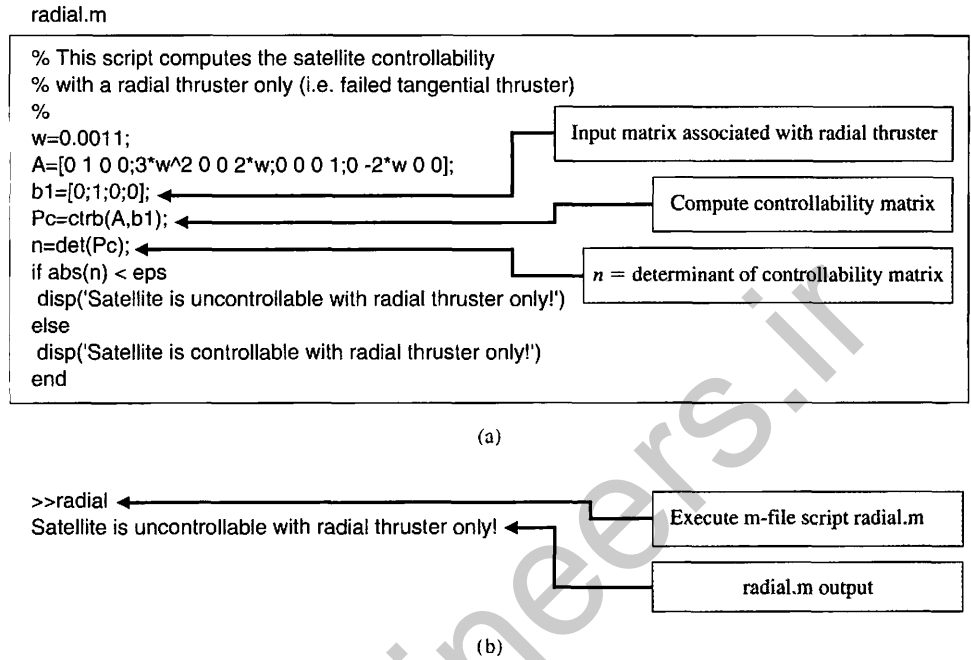 radial.m
% This script computes the satellite controllability
% with a radial thruster only (i.e. failed tangential thruster)
%
w=0.0011;
A=[0 1 0 0;3*w^2 0 0 2*w;0 0 0 1;0 -2*w 0 0];
b1=[0;1;0;0];
Pc=ctrb(A,b1);
n=det(Pc);
if abs(n) < eps
disp('Satellite is uncontrollable with radial thruster only!')
else
disp('Satellite is controllable with radial thruster only!')
end
Input matrix associated with radial thruster
Compute controllability matrix
n = determinant of controllability matrix
(a)
>>radial
Satellite is uncontrollable with radial thruster only!
Execute m-file script radial.m
radial.m output
(b)
ineers.ir